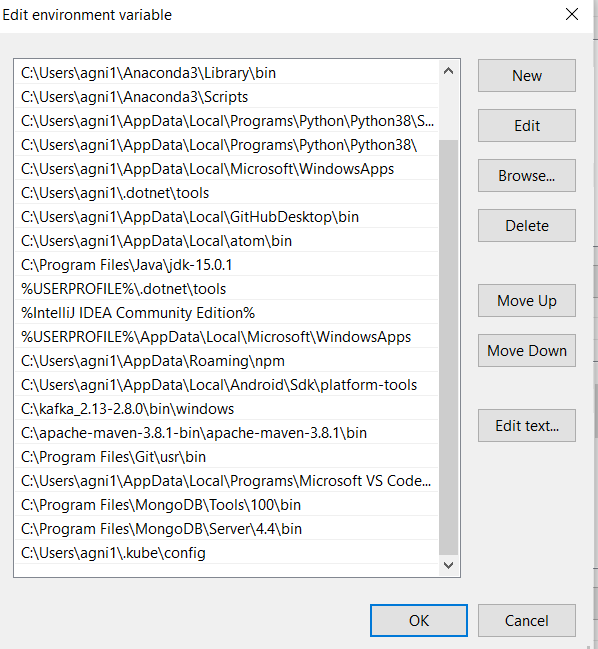 Edit environment variable
C:\Users\agni1\Anaconda3\Library\bin
C:\Users\agni1\Anaconda3\Scripts
C:\Users\agni1\AppData\Local\Programs\Python\Python38\S...
C:\Users\agni1\AppData\Local\Programs\Python\Python38\
C:\Users\agni1\AppData\Local\Microsoft\WindowsApps
C:\Users\agni1\.dotnet\tools
C:\Users\agni1\AppData\Local\GitHubDesktop\bin
C:\Users\agni1\AppData\Local\atom\bin
C:\Program Files\Java\jdk-15.0.1
%USERPROFILE%\.dotnet\tools
%IntelliJ IDEA Community Edition%
%USERPROFILE%\AppData\Local\Microsoft\WindowsApps
C:\Users\agni1\AppData\Roaming\npm
C:\Users\agni1\AppData\Local\Android\Sdk\platform-tools
C:\kafka_2.13-2.8.0\bin\windows
C:\apache-maven-3.8.1-bin\apache-maven-3.8.1\bin
C:\Program Files\Git\usr\bin
C:\Users\agni1\AppData\Local\Programs\Microsoft VS Code...
C:\Program Files\MongoDB\Tools\100\bin
C:\Program Files\MongoDB\Server\4.4\bin
C:\Users\agni1\.kube\config
New
Edit
Browse...
Delete
Move Up
Move Down
Edit text...
OK
Cancel